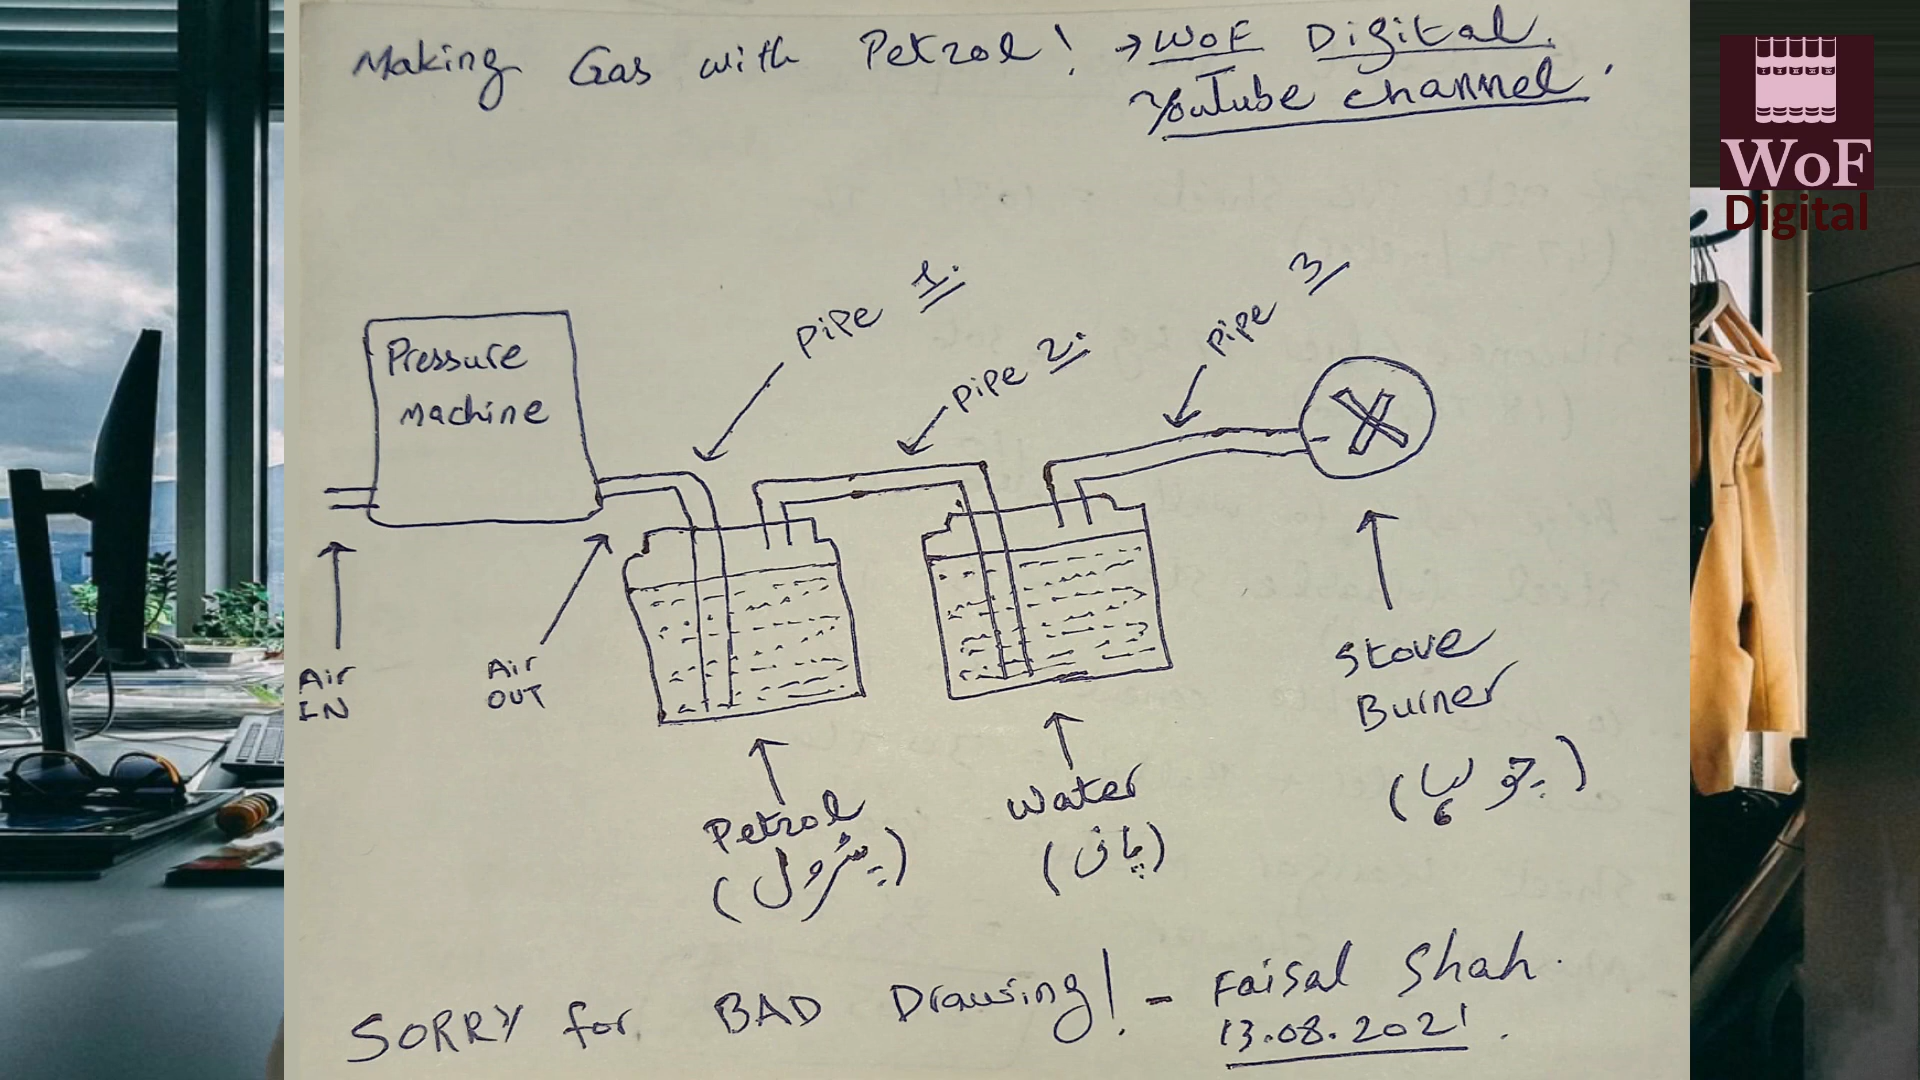 Making Gas with Petrol! → WoF Digital.
YouTube channel.
WoF
Digital
Pipe 1.
Pipe 2.
Pipe 3
Pressure
Machine
Air
IN
Air
OUT
Petrol
(پٹرول)
Water
(پانی)
Stove
Burner
(چولہا)
SORRY for BAD Drawing! - Faisal Shah.
13.08.2021.